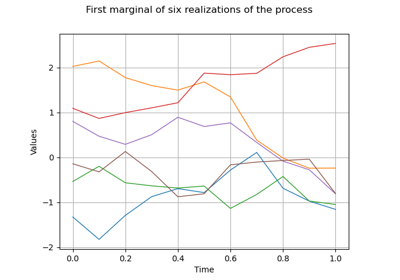 First marginal of six realizations of the process
Values
2
1
0
−1
−2
0.0 0.2 0.4 0.6 0.8 1.0
Time